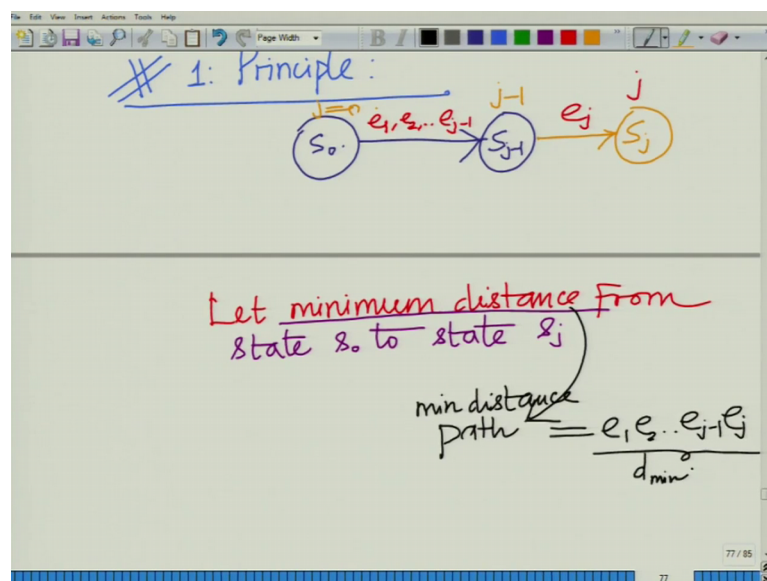 File Edit View Insert Actions Tools Help
Page Width
B I
# 1: Principle:
j=0 e1, e2, .. ej-1 j-1 ej j
S0. Sj-1 Sj
Let minimum distance From
state s0 to state sj
min distance
path = e1 e2 .. ej-1 ej
dmin.
77 / 85
77